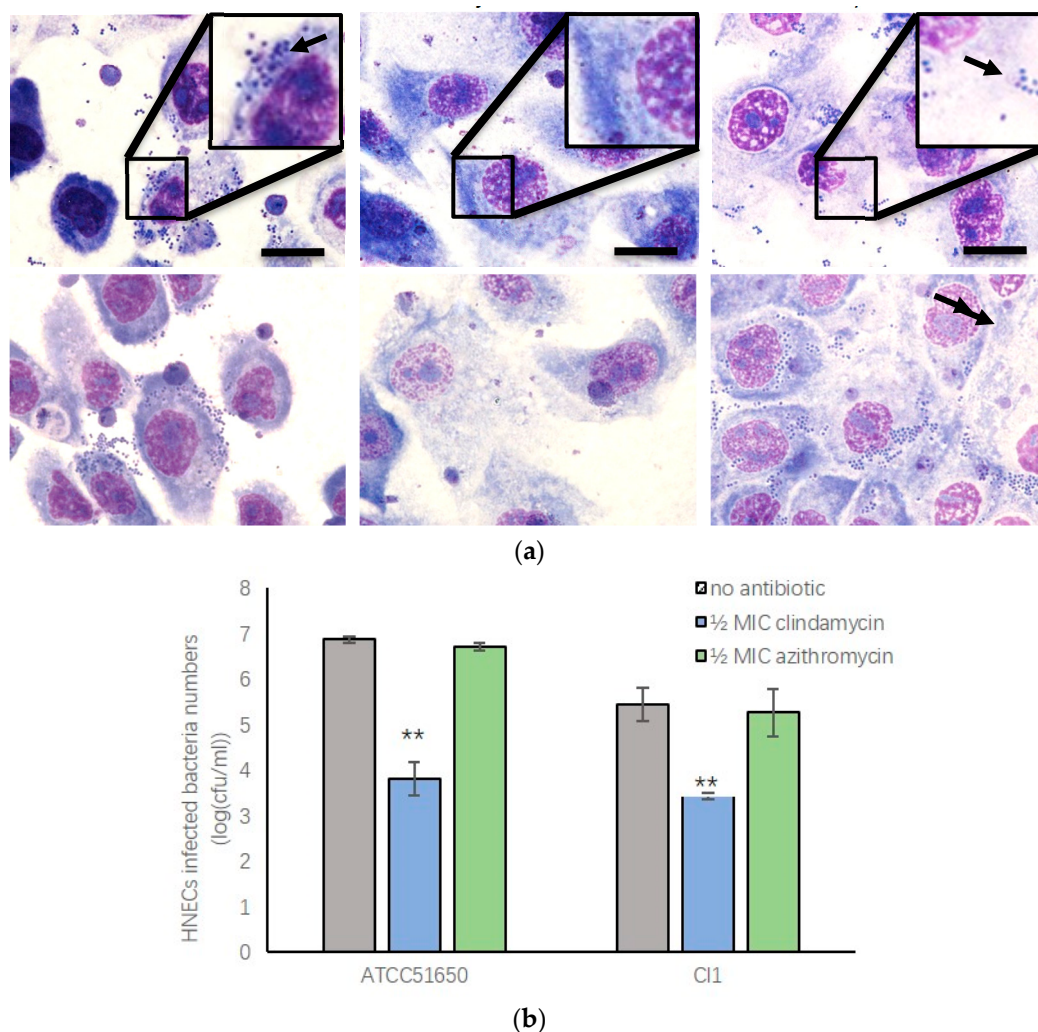 (a)
8
7
6
5
4
3
2
1
0
HNECs infected bacteria numbers
(log(cfu/ml))
no antibiotic
½ MIC clindamycin
½ MIC azithromycin
**
**
ATCC51650
CI1
(b)